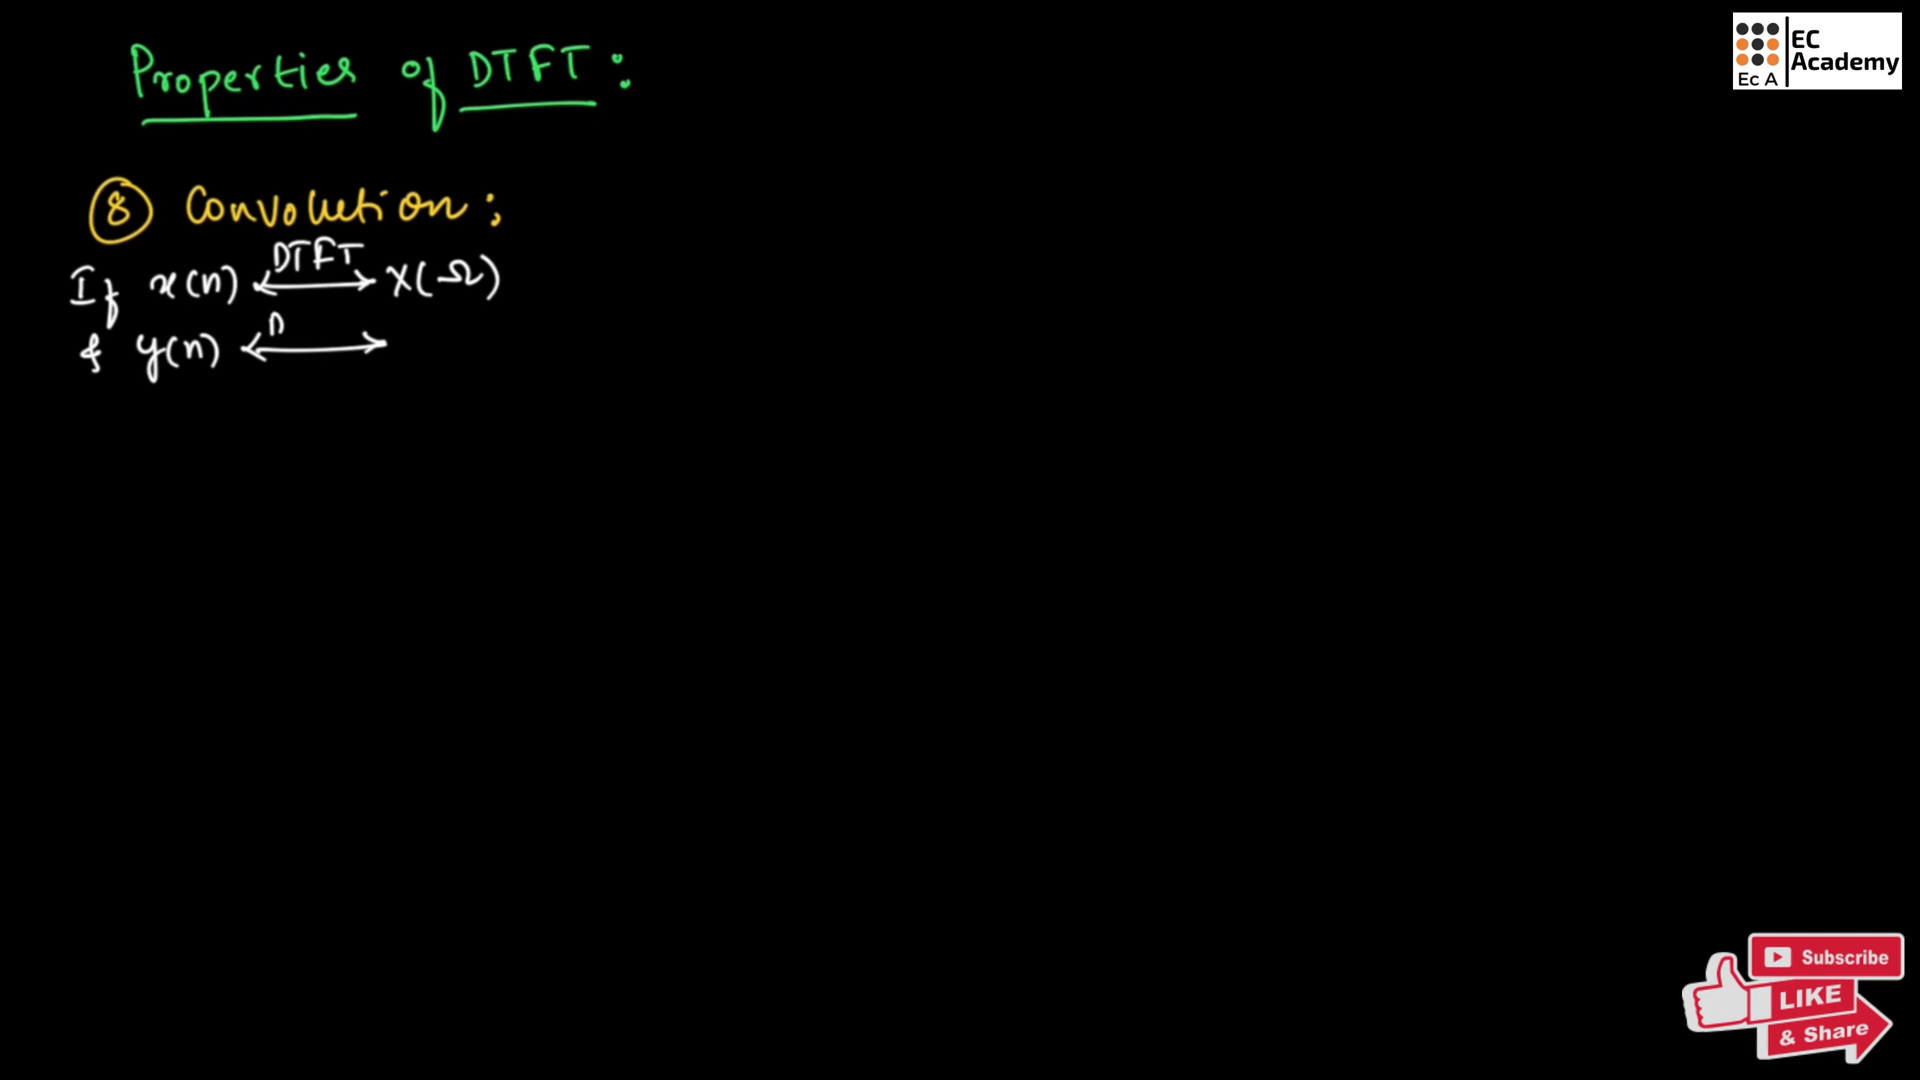 Properties of DTFT:
EC Academy
Ec A
⑧ Convolution:
If x(n) <-DTFT-> X(Ω)
& y(n) <-D->
Subscribe
LIKE
& Share